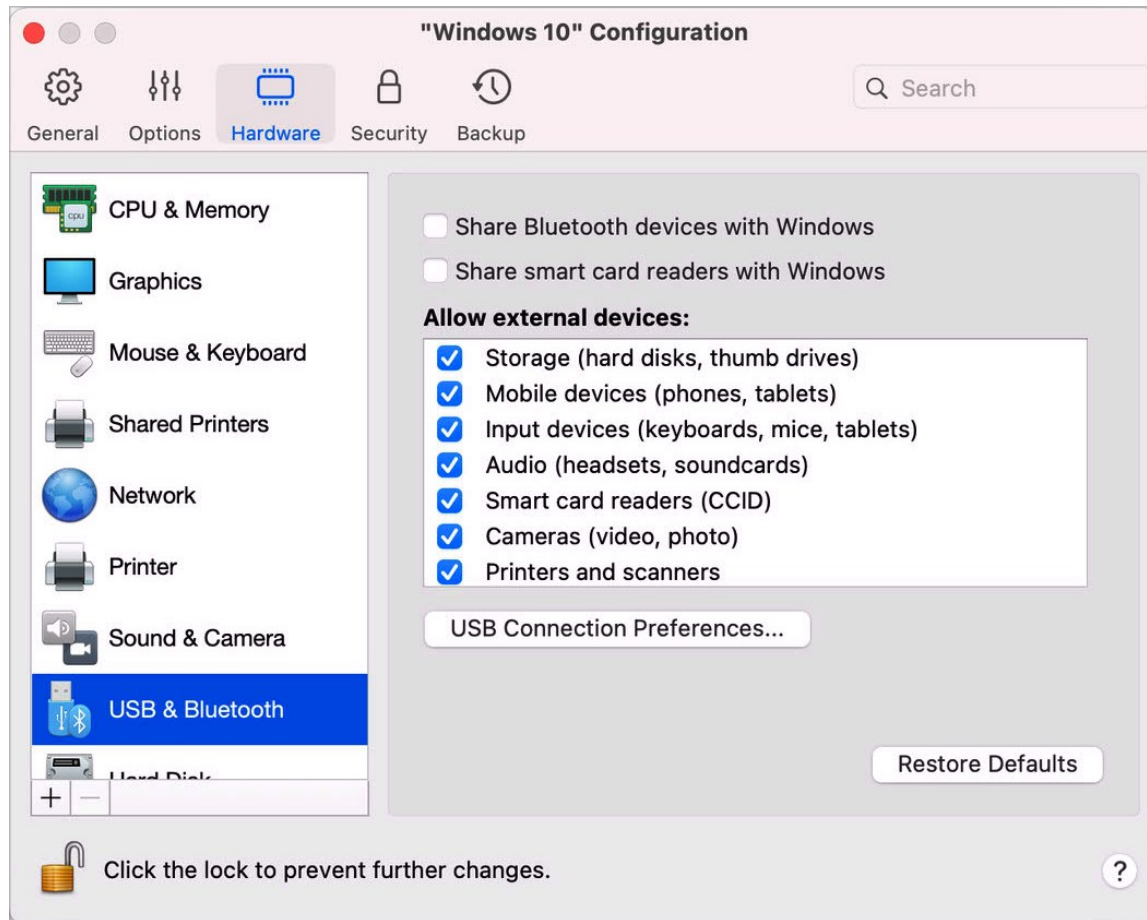 "Windows 10" Configuration
General
Options
Hardware
Security
Backup
Search
CPU & Memory
cpu
Graphics
Mouse & Keyboard
Shared Printers
Network
Printer
Sound & Camera
USB & Bluetooth
Hard Disk
Share Bluetooth devices with Windows
Share smart card readers with Windows
Allow external devices:
Storage (hard disks, thumb drives)
Mobile devices (phones, tablets)
Input devices (keyboards, mice, tablets)
Audio (headsets, soundcards)
Smart card readers (CCID)
Cameras (video, photo)
Printers and scanners
USB Connection Preferences...
Restore Defaults
Click the lock to prevent further changes.
?